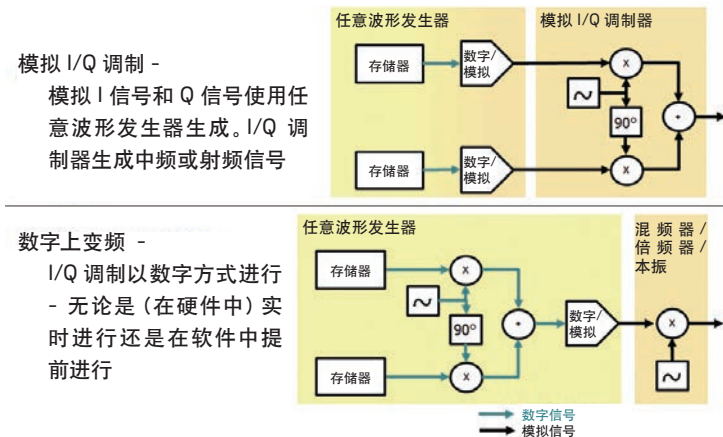 模拟 I/Q 调制 -
模拟 I 信号和 Q 信号使用任
意波形发生器生成。I/Q 调
制器生成中频或射频信号
任意波形发生器
模拟 I/Q 调制器
存储器
数字/
模拟
x
~
90°
+
存储器
数字/
模拟
x
数字上变频 -
I/Q 调制以数字方式进行
- 无论是 (在硬件中) 实
时进行还是在软件中提
前进行
任意波形发生器
混 频 器 /
倍 频 器 /
本振
存储器
x
~
90°
+
数字/
模拟
x
存储器
x
~
数字信号
模拟信号